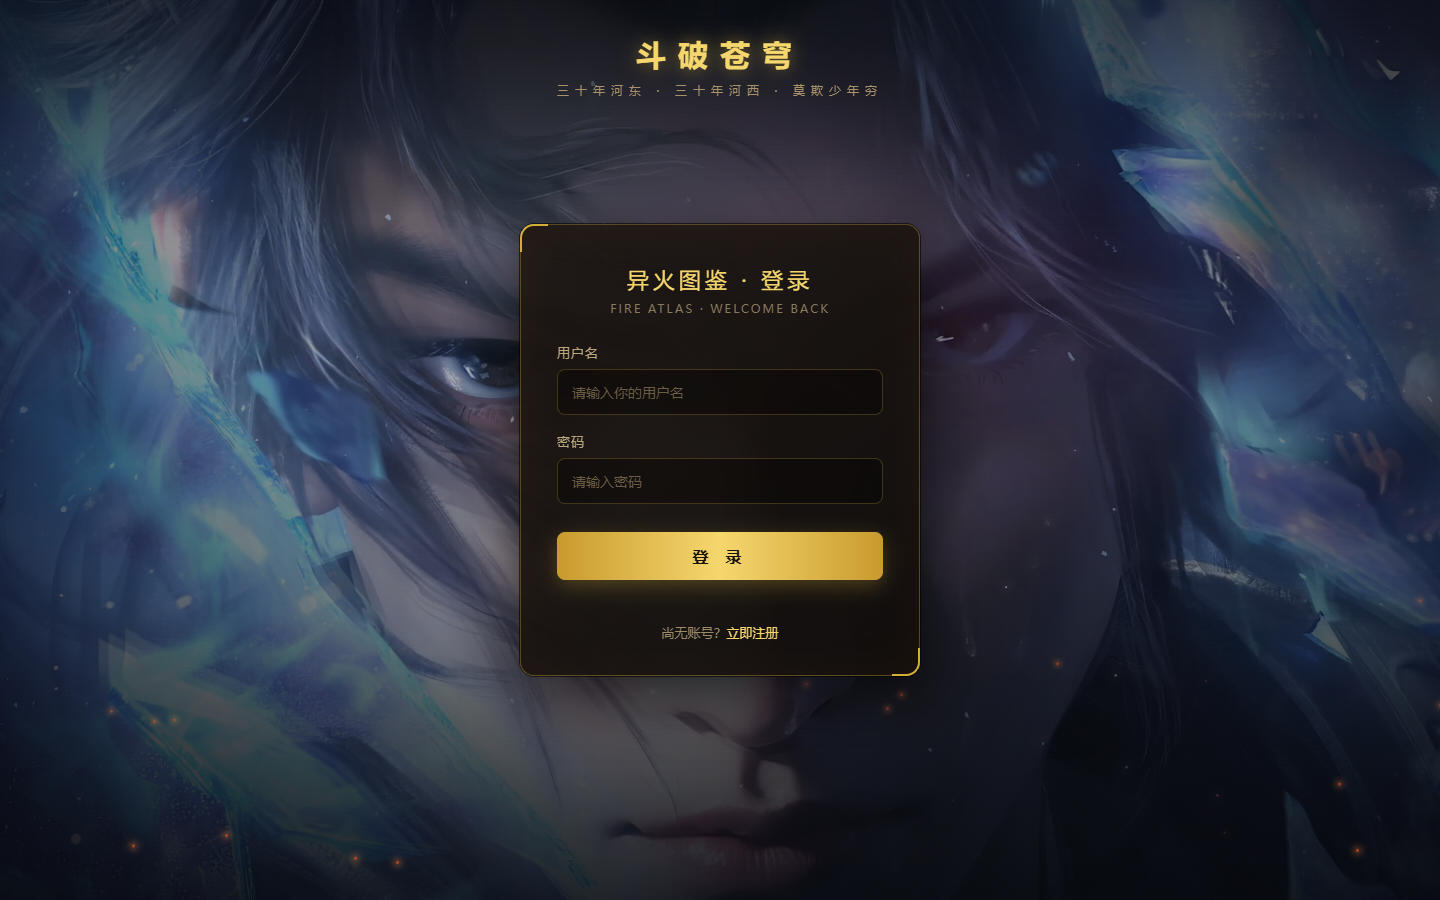 斗破苍穹
三十年河东 · 三十年河西 · 莫欺少年穷
异火图鉴 · 登录
FIRE ATLAS · WELCOME BACK
用户名
请输入你的用户名
密码
请输入密码
登 录
尚无账号? 立即注册